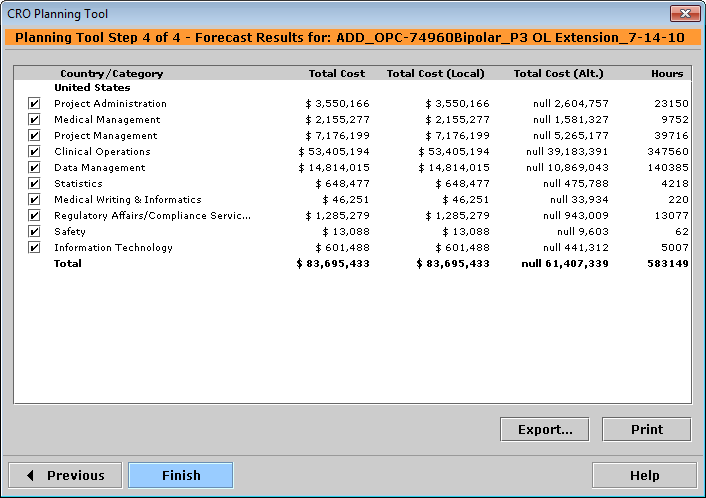 CRO Planning Tool
Planning Tool Step 4 of 4 - Forecast Results for: ADD_OPC-74960Bipolar_P3 OL Extension_7-14-10
Country/Category Total Cost Total Cost (Local) Total Cost (Alt.) Hours
United States
Project Administration $ 3,550,166 $ 3,550,166 null 2,604,757 23150
Medical Management $ 2,155,277 $ 2,155,277 null 1,581,327 9752
Project Management $ 7,176,199 $ 7,176,199 null 5,265,177 39716
Clinical Operations $ 53,405,194 $ 53,405,194 null 39,183,391 347560
Data Management $ 14,814,015 $ 14,814,015 null 10,869,043 140385
Statistics $ 648,477 $ 648,477 null 475,788 4218
Medical Writing & Informatics $ 46,251 $ 46,251 null 33,934 220
Regulatory Affairs/Compliance Servic... $ 1,285,279 $ 1,285,279 null 943,009 13077
Safety $ 13,088 $ 13,088 null 9,603 62
Information Technology $ 601,488 $ 601,488 null 441,312 5007
Total $ 83,695,433 $ 83,695,433 null 61,407,339 583149
Export... Print
Previous Finish Help